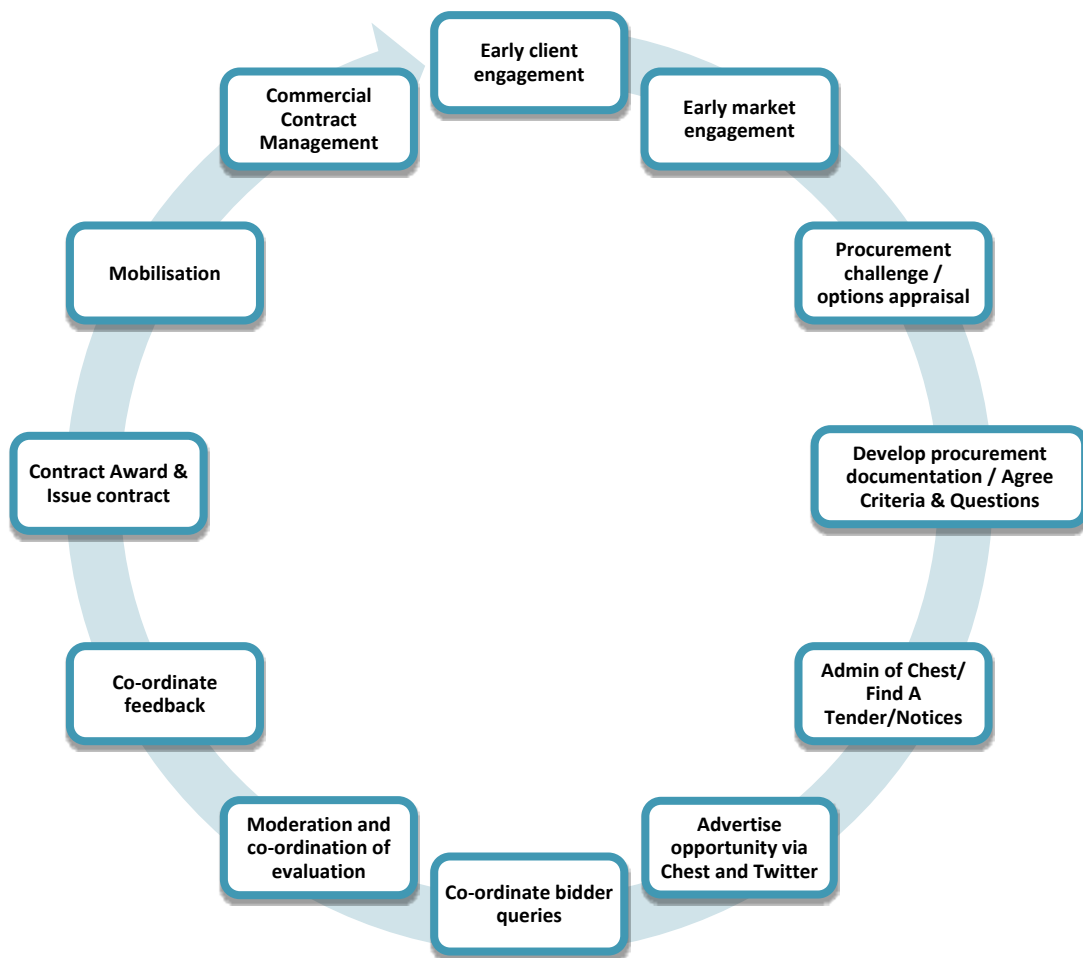 Early client
engagement
Early market
engagement
Procurement
challenge /
options appraisal
Develop procurement
documentation / Agree
Criteria & Questions
Admin of Chest/
Find A
Tender/Notices
Advertise
opportunity via
Chest and Twitter
Co-ordinate bidder
queries
Moderation and
co-ordination of
evaluation
Co-ordinate
feedback
Contract Award &
Issue contract
Mobilisation
Commercial
Contract
Management